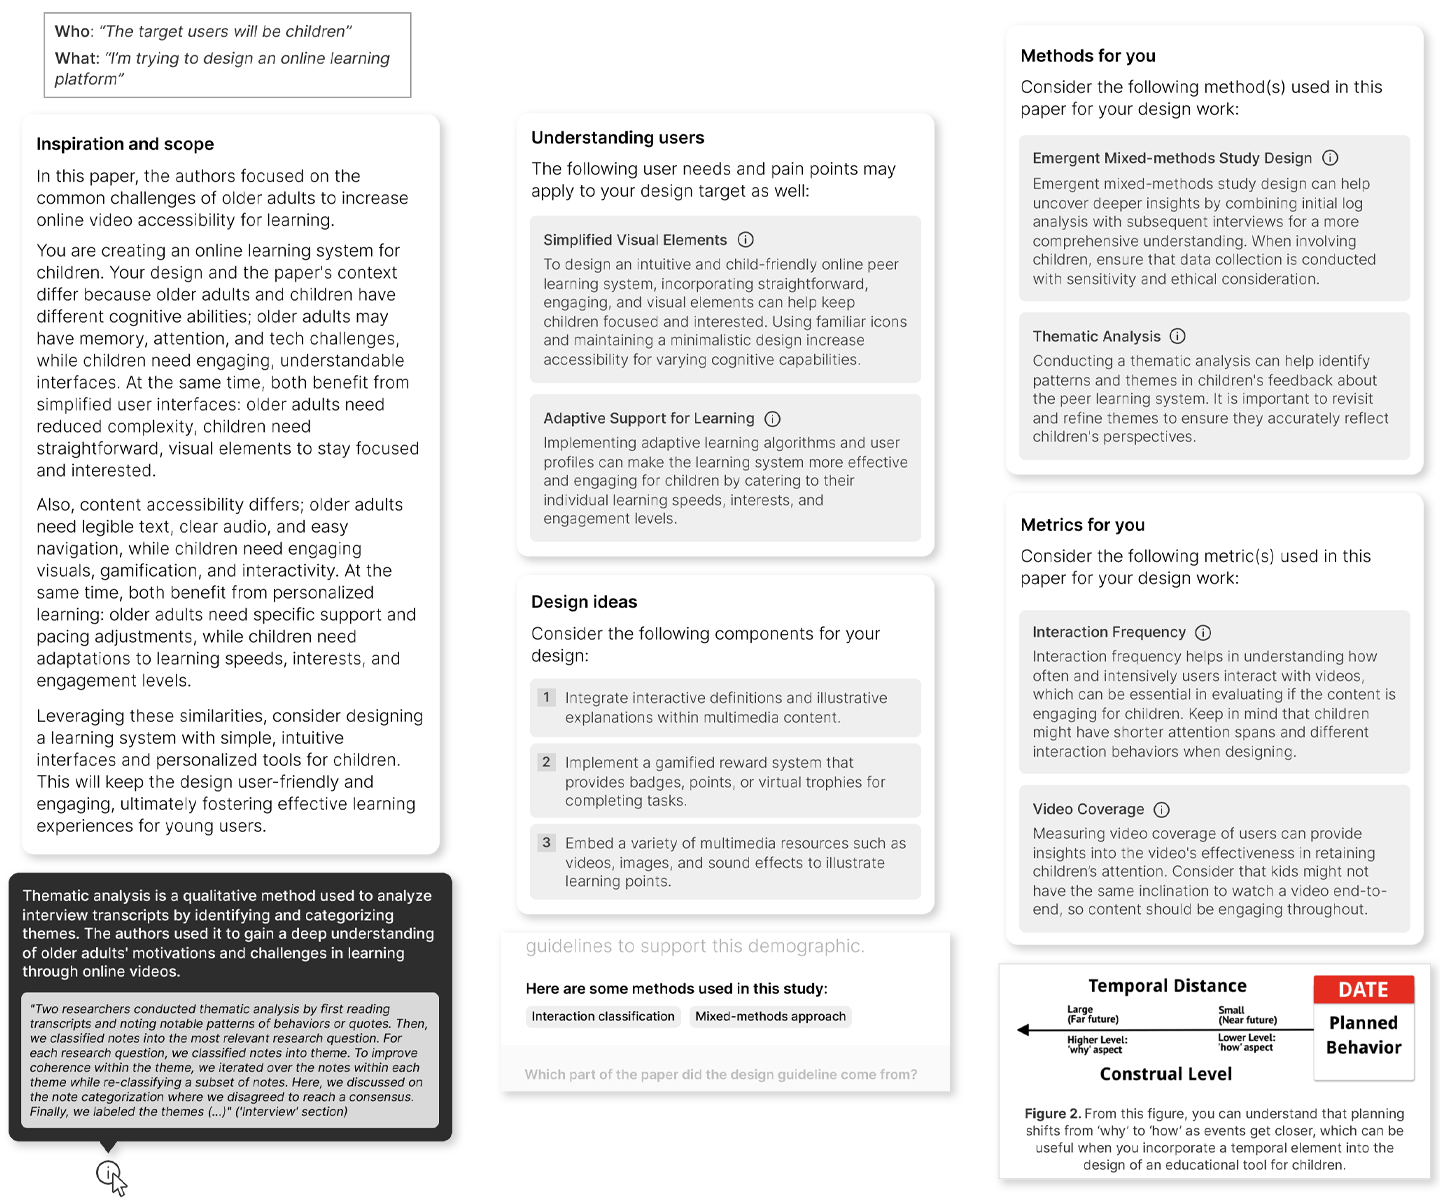 Who: “The target users will be children”
What: “I’m trying to design an online learning
platform”
Inspiration and scope
In this paper, the authors focused on the
common challenges of older adults to increase
online video accessibility for learning.
You are creating an online learning system for
children. Your design and the paper's context
differ because older adults and children have
different cognitive abilities; older adults may
have memory, attention, and tech challenges,
while children need engaging, understandable
interfaces. At the same time, both benefit from
simplified user interfaces: older adults need
reduced complexity, children need
straightforward, visual elements to stay focused
and interested.
Also, content accessibility differs; older adults
need legible text, clear audio, and easy
navigation, while children need engaging
visuals, gamification, and interactivity. At the
same time, both benefit from personalized
learning: older adults need specific support and
pacing adjustments, while children need
adaptations to learning speeds, interests, and
engagement levels.
Leveraging these similarities, consider designing
a learning system with simple, intuitive
interfaces and personalized tools for children.
This will keep the design user-friendly and
engaging, ultimately fostering effective learning
experiences for young users.
Thematic analysis is a qualitative method used to analyze
interview transcripts by identifying and categorizing
themes. The authors used it to gain a deep understanding
of older adults' motivations and challenges in learning
through online videos.
"Two researchers conducted thematic analysis by first reading
transcripts and noting notable patterns of behaviors or quotes. Then,
we classified notes into the most relevant research question. For
each research question, we classified notes into theme. To improve
coherence within the theme, we iterated over the notes within each
theme while re-classifying a subset of notes. Here, we discussed on
the note categorization where we disagreed to reach a consensus.
Finally, we labeled the themes (...)" ('Interview' section)
Understanding users
The following user needs and pain points may
apply to your design target as well:
Simplified Visual Elements
To design an intuitive and child-friendly online peer
learning system, incorporating straightforward,
engaging, and visual elements can help keep
children focused and interested. Using familiar icons
and maintaining a minimalistic design increase
accessibility for varying cognitive capabilities.
Adaptive Support for Learning
Implementing adaptive learning algorithms and user
profiles can make the learning system more effective
and engaging for children by catering to their
individual learning speeds, interests, and
engagement levels.
Design ideas
Consider the following components for your
design:
1 Integrate interactive definitions and illustrative
explanations within multimedia content.
2 Implement a gamified reward system that
provides badges, points, or virtual trophies for
completing tasks.
3 Embed a variety of multimedia resources such as
videos, images, and sound effects to illustrate
learning points.
guidelines to support this demographic.
Here are some methods used in this study:
Interaction classification Mixed-methods approach
Which part of the paper did the design guideline come from?
Methods for you
Consider the following method(s) used in this
paper for your design work:
Emergent Mixed-methods Study Design
Emergent mixed-methods study design can help
uncover deeper insights by combining initial log
analysis with subsequent interviews for a more
comprehensive understanding. When involving
children, ensure that data collection is conducted
with sensitivity and ethical consideration.
Thematic Analysis
Conducting a thematic analysis can help identify
patterns and themes in children's feedback about
the peer learning system. It is important to revisit
and refine themes to ensure they accurately reflect
children's perspectives.
Metrics for you
Consider the following metric(s) used in this
paper for your design work:
Interaction Frequency
Interaction frequency helps in understanding how
often and intensively users interact with videos,
which can be essential in evaluating if the content is
engaging for children. Keep in mind that children
might have shorter attention spans and different
interaction behaviors when designing.
Video Coverage
Measuring video coverage of users can provide
insights into the video's effectiveness in retaining
children’s attention. Consider that kids might not
have the same inclination to watch a video end-to-
end, so content should be engaging throughout.
Temporal Distance
Large
(Far future)
Small
(Near future)
Higher Level:
'why' aspect
Lower Level:
'how' aspect
Construal Level
DATE
Planned
Behavior
Figure 2. From this figure, you can understand that planning
shifts from ‘why’ to ‘how’ as events get closer, which can be
useful when you incorporate a temporal element into the
design of an educational tool for children.